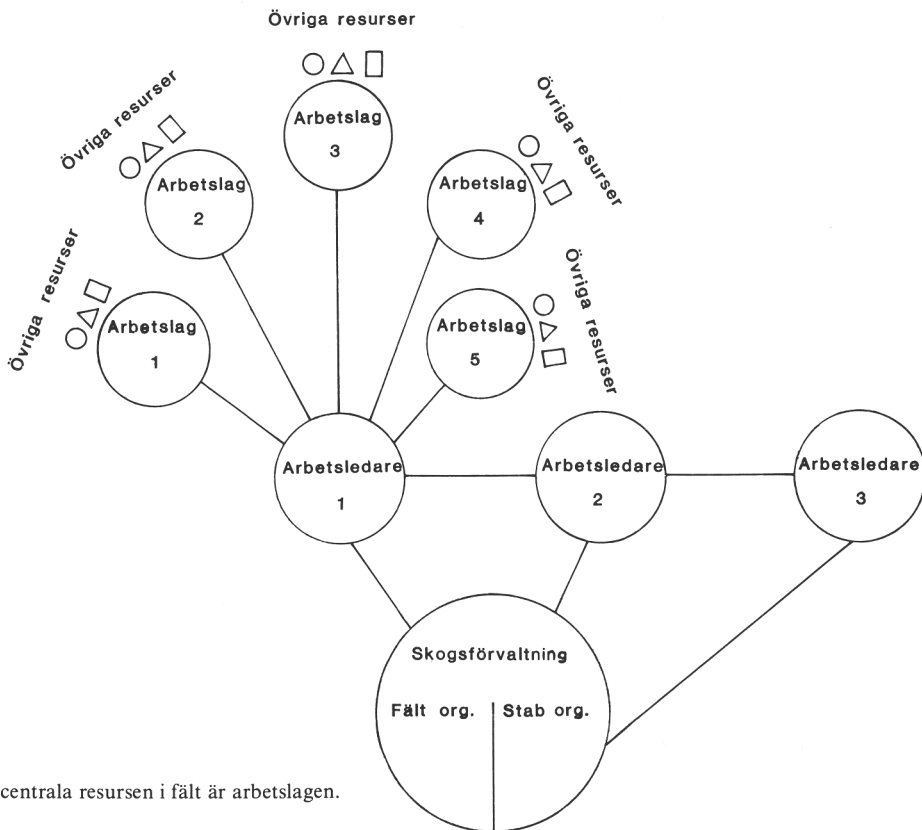 Övriga resurser
Övriga resurser
Övriga resurser
Övriga resurser
Övriga resurser
Arbetslag
3
Arbetslag
2
Arbetslag
4
Arbetslag
1
Arbetslag
5
Arbetsledare
1
Arbetsledare
2
Arbetsledare
3
Skogsförvaltning
Fält org.
Stab org.
centrala resursen i fält är arbetslagen.